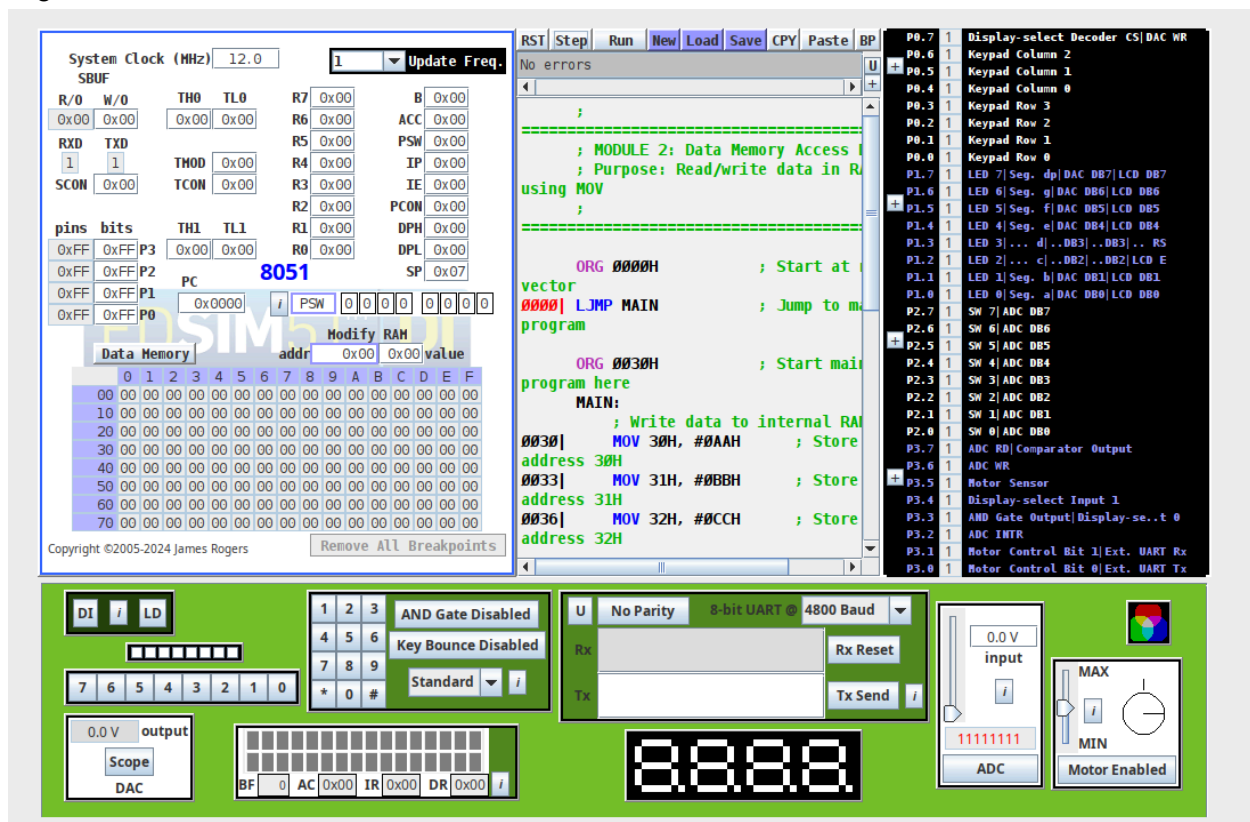 System Clock (MHz) 12.0 1 Update Freq.
SBUF
R/O W/O TH0 TL0 R7 0x00 B 0x00
0x00 0x00 0x00 0x00 R6 0x00 ACC 0x00
RXD TXD R5 0x00 PSW 0x00
1 1 TMOD 0x00 R4 0x00 IP 0x00
SCON 0x00 TCON 0x00 R3 0x00 IE 0x00
R2 0x00 PCON 0x00
pins bits TH1 TL1 R1 0x00 DPH 0x00
0xFF 0xFF P3 0x00 0x00 R0 0x00 DPL 0x00
0xFF 0xFF P2 PC 8051 SP 0x07
0xFF 0xFF P1 0x0000 i PSW 0 0 0 0 0 0 0 0
0xFF 0xFF P0
Modify RAM
Data Memory addr 0x00 0x00 value
0 1 2 3 4 5 6 7 8 9 A B C D E F
00 00 00 00 00 00 00 00 00 00 00 00 00 00 00 00 00
10 00 00 00 00 00 00 00 00 00 00 00 00 00 00 00 00
20 00 00 00 00 00 00 00 00 00 00 00 00 00 00 00 00
30 00 00 00 00 00 00 00 00 00 00 00 00 00 00 00 00
40 00 00 00 00 00 00 00 00 00 00 00 00 00 00 00 00
50 00 00 00 00 00 00 00 00 00 00 00 00 00 00 00 00
60 00 00 00 00 00 00 00 00 00 00 00 00 00 00 00 00
70 00 00 00 00 00 00 00 00 00 00 00 00 00 00 00 00
Copyright ©2005-2024 James Rogers Remove All Breakpoints
RST Step Run New Load Save CPY Paste BP
No errors U
+
;
========================================
; MODULE 2: Data Memory Access
; Purpose: Read/write data in
using MOV
;
========================================
ORG 0000H ; Start at
vector
0000| LJMP MAIN ; Jump to
program
ORG 0030H ; Start
program here
MAIN:
; Write data to internal
0030| MOV 30H, #0AAH ; Store
address 30H
0033| MOV 31H, #0BBH ; Store
address 31H
0036| MOV 32H, #0CCH ; Store
address 32H
P0.7 1 Display-select Decoder CS|DAC WR
P0.6 1 Keypad Column 2
+ P0.5 1 Keypad Column 1
P0.4 1 Keypad Column 0
P0.3 1 Keypad Row 3
P0.2 1 Keypad Row 2
P0.1 1 Keypad Row 1
P0.0 1 Keypad Row 0
P1.7 1 LED 7|Seg. dp|DAC DB7|LCD DB7
P1.6 1 LED 6|Seg. g|DAC DB6|LCD DB6
+ P1.5 1 LED 5|Seg. f|DAC DB5|LCD DB5
P1.4 1 LED 4|Seg. e|DAC DB4|LCD DB4
P1.3 1 LED 3|... d|..DB3|..DB3|.. RS
P1.2 1 LED 2|... c|..DB2|..DB2|LCD E
P1.1 1 LED 1|Seg. b|DAC DB1|LCD DB1
P1.0 1 LED 0|Seg. a|DAC DB0|LCD DB0
P2.7 1 SW 7|ADC DB7
P2.6 1 SW 6|ADC DB6
+ P2.5 1 SW 5|ADC DB5
P2.4 1 SW 4|ADC DB4
P2.3 1 SW 3|ADC DB3
P2.2 1 SW 2|ADC DB2
P2.1 1 SW 1|ADC DB1
P2.0 1 SW 0|ADC DB0
P3.7 1 ADC RD|Comparator Output
P3.6 1 ADC WR
+ P3.5 1 Motor Sensor
P3.4 1 Display-select Input 1
P3.3 1 AND Gate Output|Display-se..t 0
P3.2 1 ADC INTR
P3.1 1 Motor Control Bit 1|Ext. UART Rx
P3.0 1 Motor Control Bit 0|Ext. UART Tx
DI i LD
7 6 5 4 3 2 1 0
0.0 V output
Scope
DAC
1 2 3 AND Gate Disabled
4 5 6 Key Bounce Disabled
7 8 9 Standard i
* 0 #
BF 0 AC 0x00 IR 0x00 DR 0x00 i
U No Parity 8-bit UART @ 4800 Baud
Rx Rx Reset
Tx Tx Send i
8.8.8.8.
0.0 V
input
i
11111111
ADC
MAX
i
MIN
Motor Enabled